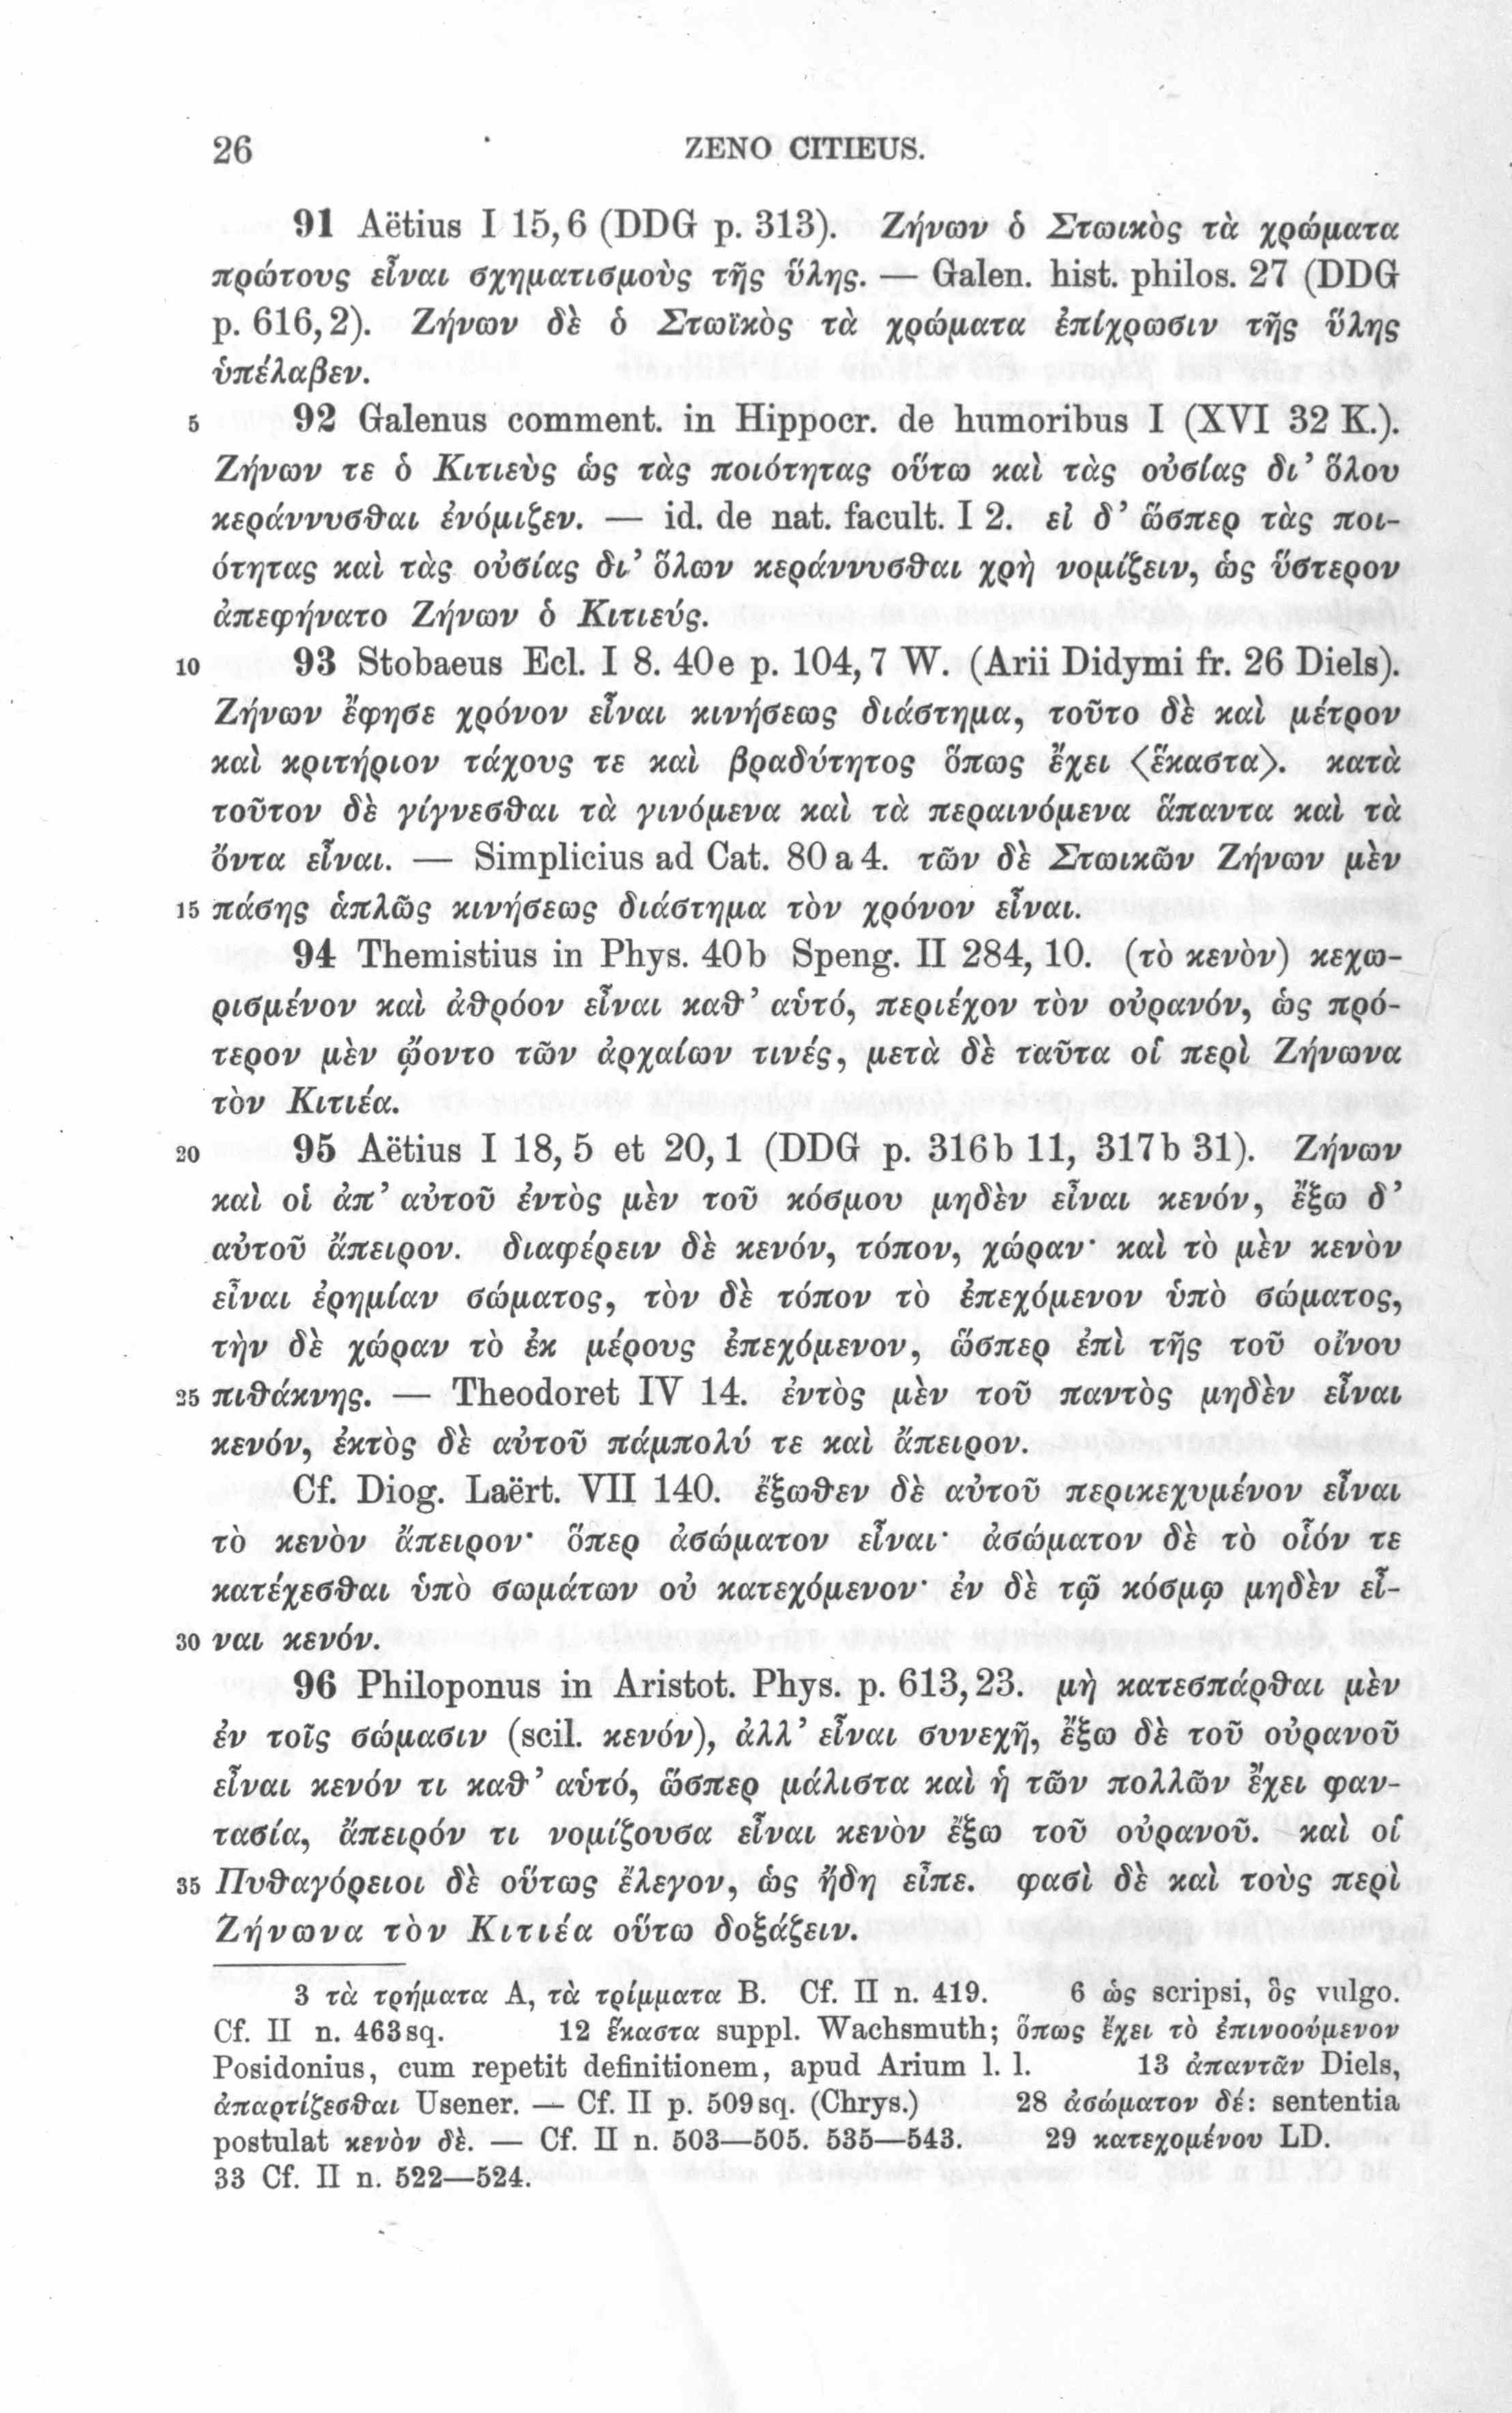 26 ZENO CITIEUS.
91 Aëtius I 15,6 (DDG p. 313). Ζήνων ὁ Στωικὸς τὰ χρώματα
πρώτους εἶναι σχηματισμοὺς τῆς ὕλης. — Galen. hist. philos. 27 (DDG
p. 616,2). Ζήνων δὲ ὁ Στωϊκὸς τὰ χρώματα ἐπίχρωσιν τῆς ὕλης
ὑπέλαβεν.
5 92 Galenus comment. in Hippocr. de humoribus I (XVI 32 K.).
Ζήνων τε ὁ Κιτιεὺς ὡς τὰς ποιότητας οὕτω καὶ τὰς οὐσίας δι’ ὅλου
κεράννυσθαι ἐνόμιζεν. — id. de nat. facult. I 2. εἰ δ’ ὥσπερ τὰς ποι-
ότητας καὶ τὰς οὐσίας δι’ ὅλων κεράννυσθαι χρὴ νομίζειν, ὡς ὕστερον
ἀπεφήνατο Ζήνων ὁ Κιτιεύς.
10 93 Stobaeus Ecl. I 8. 40e p. 104,7 W. (Arii Didymi fr. 26 Diels).
Ζήνων ἔφησε χρόνον εἶναι κινήσεως διάστημα, τοῦτο δὲ καὶ μέτρον
καὶ κριτήριον τάχους τε καὶ βραδύτητος ὅπως ἔχει ⟨ἕκαστα⟩. κατὰ
τοῦτον δὲ γίγνεσθαι τὰ γινόμενα καὶ τὰ περαινόμενα ἅπαντα καὶ τὰ
ὄντα εἶναι. — Simplicius ad Cat. 80 a 4. τῶν δὲ Στωικῶν Ζήνων μὲν
15 πάσης ἁπλῶς κινήσεως διάστημα τὸν χρόνον εἶναι.
94 Themistius in Phys. 40b Speng. II 284, 10. (τὸ κενὸν) κεχω-
ρισμένον καὶ ἀθρόον εἶναι καθ’ αὑτό, περιέχον τὸν οὐρανόν, ὡς πρό-
τερον μὲν ᾤοντο τῶν ἀρχαίων τινές, μετὰ δὲ ταῦτα οἱ περὶ Ζήνωνα
τὸν Κιτιέα.
20 95 Aëtius I 18, 5 et 20, 1 (DDG p. 316b 11, 317b 31). Ζήνων
καὶ οἱ ἀπ’ αὐτοῦ ἐντὸς μὲν τοῦ κόσμου μηδὲν εἶναι κενόν, ἔξω δ’
αὐτοῦ ἄπειρον. διαφέρειν δὲ κενόν, τόπον, χώραν· καὶ τὸ μὲν κενὸν
εἶναι ἐρημίαν σώματος, τὸν δὲ τόπον τὸ ἐπεχόμενον ὑπὸ σώματος,
τὴν δὲ χώραν τὸ ἐκ μέρους ἐπεχόμενον, ὥσπερ ἐπὶ τῆς τοῦ οἴνου
25 πιθάκνης. — Theodoret IV 14. ἐντὸς μὲν τοῦ παντὸς μηδὲν εἶναι
κενόν, ἐκτὸς δὲ αὐτοῦ πάμπολύ τε καὶ ἄπειρον.
Cf. Diog. Laërt. VII 140. ἔξωθεν δὲ αὐτοῦ περικεχυμένον εἶναι
τὸ κενὸν ἄπειρον· ὅπερ ἀσώματον εἶναι· ἀσώματον δὲ τὸ οἷόν τε
κατέχεσθαι ὑπὸ σωμάτων οὐ κατεχόμενον· ἐν δὲ τῷ κόσμῳ μηδὲν εἶ-
30 ναι κενόν.
96 Philoponus in Aristot. Phys. p. 613,23. μὴ κατεσπάρθαι μὲν
ἐν τοῖς σώμασιν (scil. κενόν), ἀλλ’ εἶναι συνεχῆ, ἔξω δὲ τοῦ οὐρανοῦ
εἶναι κενόν τι καθ’ αὑτό, ὥσπερ μάλιστα καὶ ἡ τῶν πολλῶν ἔχει φαν-
τασία, ἄπειρόν τι νομίζουσα εἶναι κενὸν ἔξω τοῦ οὐρανοῦ. καὶ οἱ
35 Πυθαγόρειοι δὲ οὕτως ἔλεγον, ὡς ἤδη εἶπε. φασὶ δὲ καὶ τοὺς περὶ
Ζήνωνα τὸν Κιτιέα οὕτω δοξάζειν.
3 τὰ τρήματα A, τὰ τρίμματα B. Cf. II n. 419. 6 ὡς scripsi, ὃς vulgo.
Cf. II n. 463sq. 12 ἕκαστα suppl. Wachsmuth; ὅπως ἔχει τὸ ἐπινοούμενον
Posidonius, cum repetit definitionem, apud Arium l. l. 13 ἀπαντᾶν Diels,
ἀπαρτίζεσθαι Usener. — Cf. II p. 509sq. (Chrys.) 28 ἀσώματον δέ: sententia
postulat κενὸν δὲ. — Cf. II n. 503—505. 535—543. 29 κατεχομένου LD.
33 Cf. II n. 522—524.